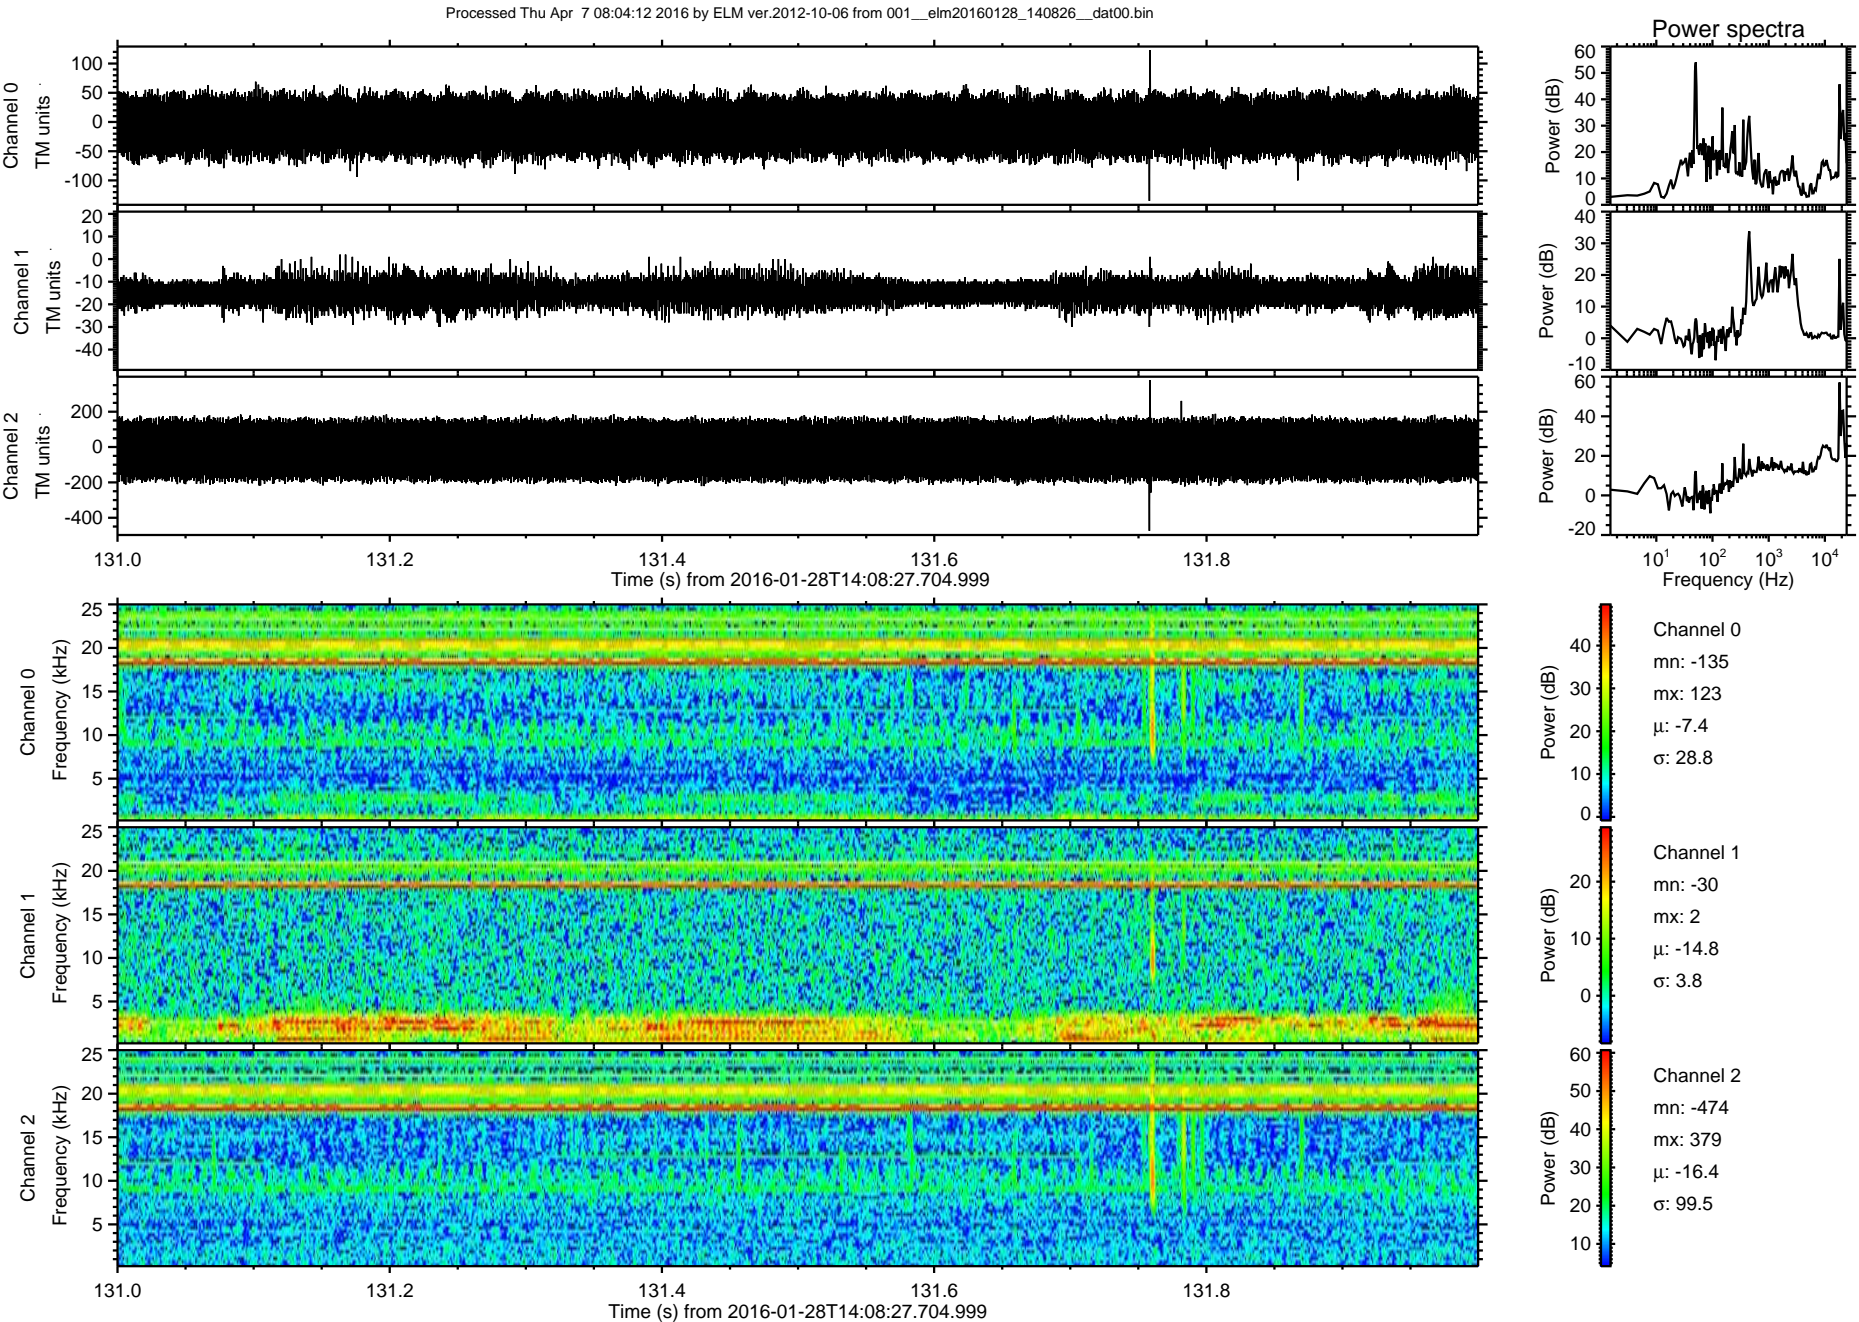 Processed Thu Apr  7 08:04:12 2016 by ELM ver.2012-10-06 from 001__elm20160128_140826__dat00.bin
Power spectra
Channel 0
TM units
100
50
0
-50
-100
Power (dB)
60
50
40
30
20
10
0
Channel 1
TM units
20
10
0
-10
-20
-30
-40
Power (dB)
40
30
20
10
0
-10
Channel 2
TM units
200
0
-200
-400
Power (dB)
60
40
20
0
-20
131.0 131.2 131.4 131.6 131.8
Time (s) from 2016-01-28T14:08:27.704.999
10¹ 10² 10³ 10⁴
Frequency (Hz)
Channel 0
Frequency (kHz)
25
20
15
10
5
Power (dB)
40
30
20
10
0
Channel 0
mn: -135
mx: 123
μ: -7.4
σ: 28.8
Channel 1
Frequency (kHz)
25
20
15
10
5
Power (dB)
20
10
0
Channel 1
mn: -30
mx: 2
μ: -14.8
σ: 3.8
Channel 2
Frequency (kHz)
25
20
15
10
5
Power (dB)
60
50
40
30
20
10
Channel 2
mn: -474
mx: 379
μ: -16.4
σ: 99.5
131.0 131.2 131.4 131.6 131.8
Time (s) from 2016-01-28T14:08:27.704.999